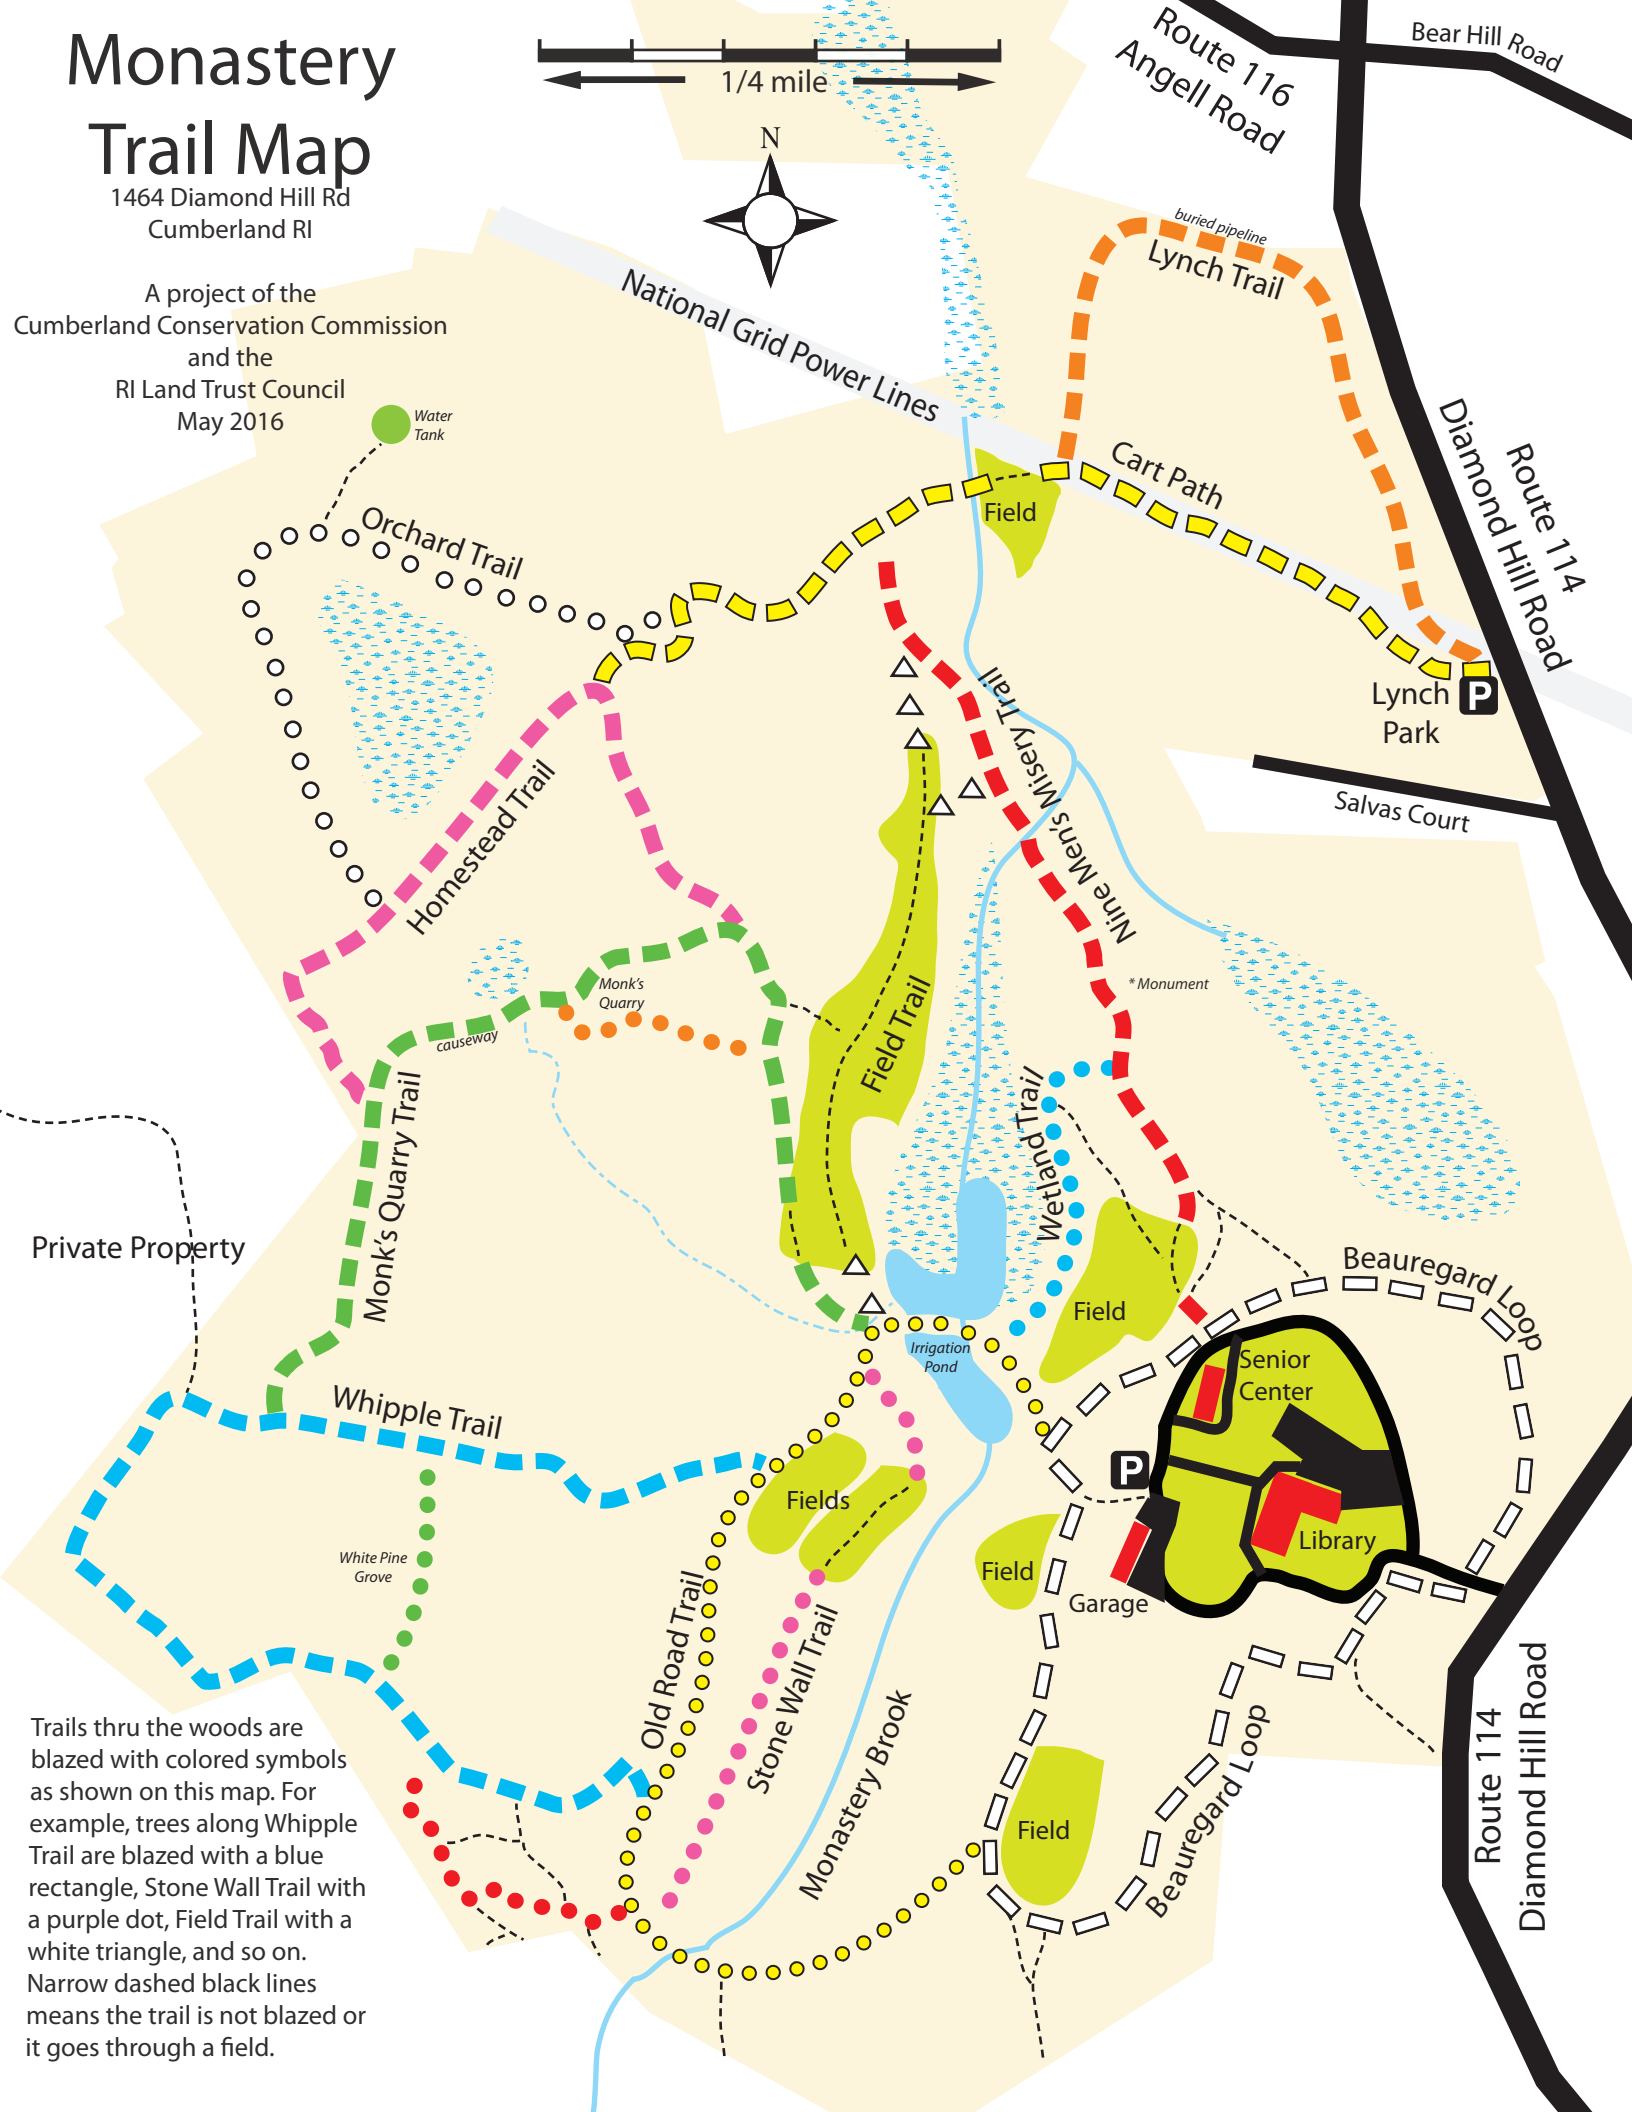 Monastery
Trail Map
1464 Diamond Hill Rd
Cumberland RI
A project of the
Cumberland Conservation Commission
and the
RI Land Trust Council
May 2016
1/4 mile
N
Route 116
Angell Road
Bear Hill Road
buried pipeline
Lynch Trail
National Grid Power Lines
Water
Tank
Orchard Trail
Cart Path
Field
Route 114
Diamond Hill Road
Lynch
Park
P
Salvas Court
Nine Men's Misery Trail
Homestead Trail
Monk's
Quarry
causeway
Field Trail
* Monument
Monk's Quarry Trail
Wetland Trail
Private Property
Beauregard Loop
Field
Irrigation
Pond
Senior
Center
Whipple Trail
P
Fields
Library
White Pine
Grove
Field
Garage
Old Road Trail
Stone Wall Trail
Monastery Brook
Beauregard Loop
Field
Route 114
Diamond Hill Road
Trails thru the woods are
blazed with colored symbols
as shown on this map. For
example, trees along Whipple
Trail are blazed with a blue
rectangle, Stone Wall Trail with
a purple dot, Field Trail with a
white triangle, and so on.
Narrow dashed black lines
means the trail is not blazed or
it goes through a field.